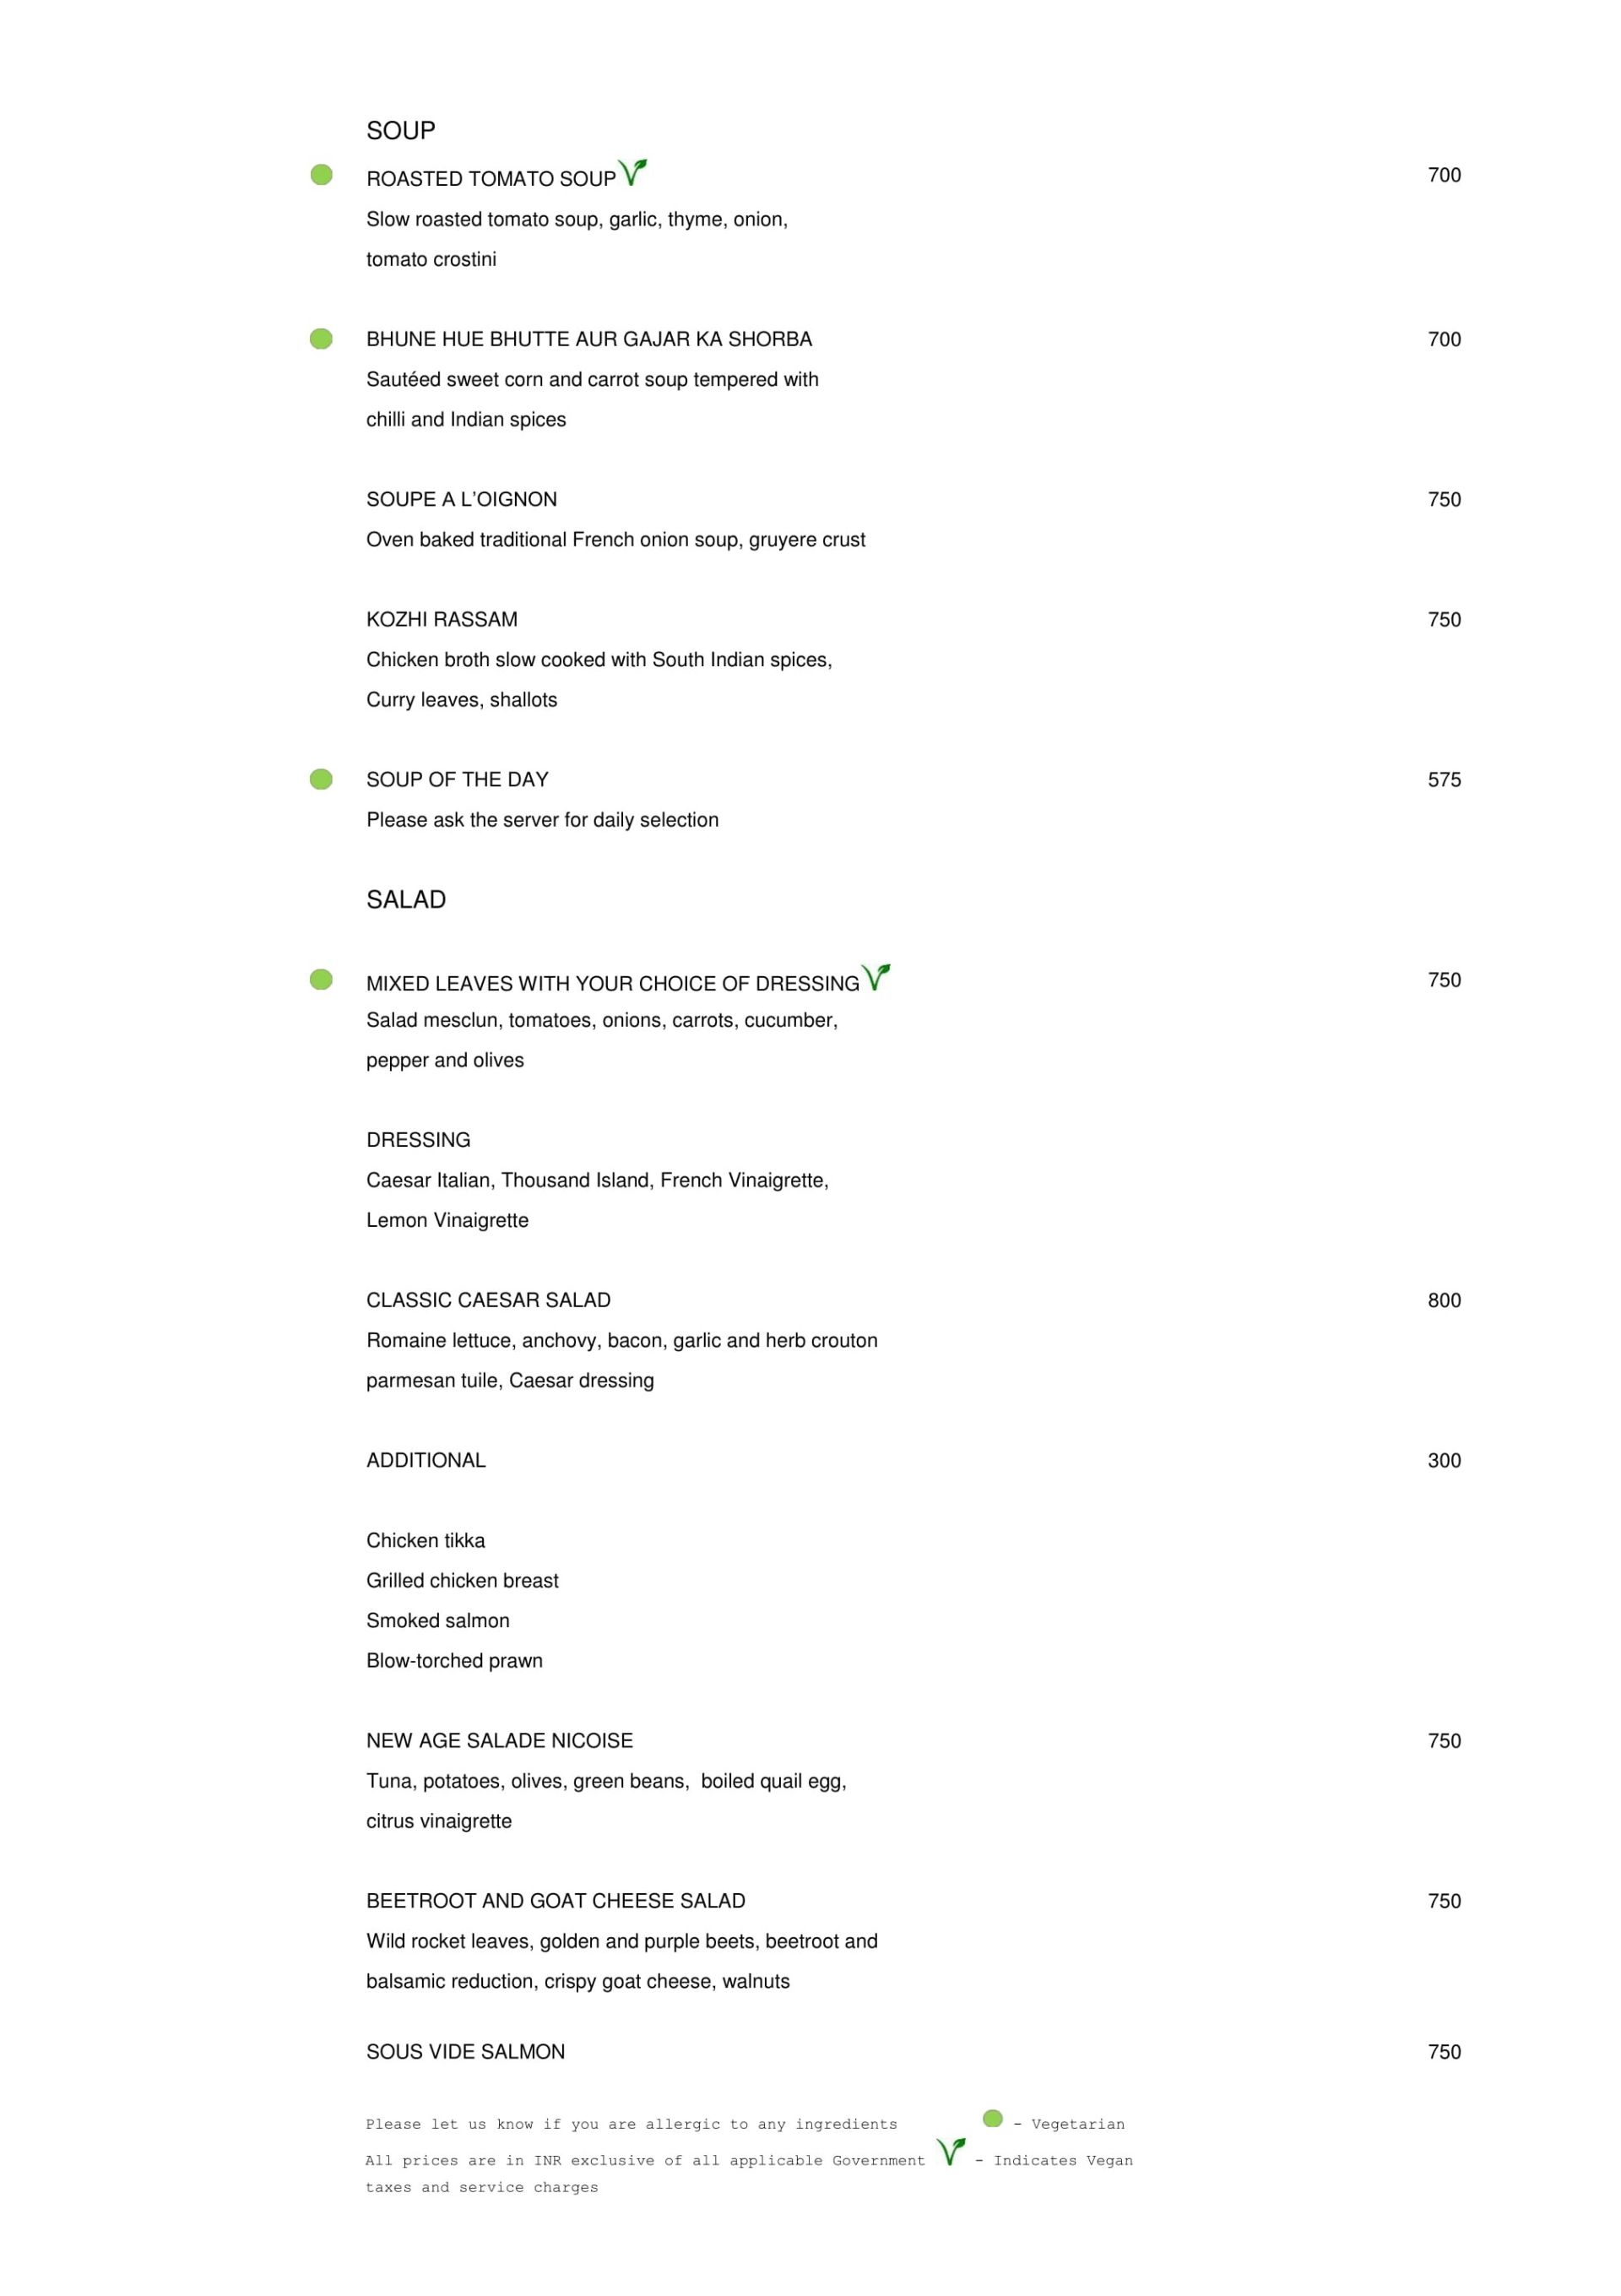 SOUP
ROASTED TOMATO SOUP 700
Slow roasted tomato soup, garlic, thyme, onion,
tomato crostini
BHUNE HUE BHUTTE AUR GAJAR KA SHORBA 700
Sautéed sweet corn and carrot soup tempered with
chilli and Indian spices
SOUPE A L’OIGNON 750
Oven baked traditional French onion soup, gruyere crust
KOZHI RASSAM 750
Chicken broth slow cooked with South Indian spices,
Curry leaves, shallots
SOUP OF THE DAY 575
Please ask the server for daily selection
SALAD
MIXED LEAVES WITH YOUR CHOICE OF DRESSING 750
Salad mesclun, tomatoes, onions, carrots, cucumber,
pepper and olives
DRESSING
Caesar Italian, Thousand Island, French Vinaigrette,
Lemon Vinaigrette
CLASSIC CAESAR SALAD 800
Romaine lettuce, anchovy, bacon, garlic and herb crouton
parmesan tuile, Caesar dressing
ADDITIONAL 300
Chicken tikka
Grilled chicken breast
Smoked salmon
Blow-torched prawn
NEW AGE SALADE NICOISE 750
Tuna, potatoes, olives, green beans,  boiled quail egg,
citrus vinaigrette
BEETROOT AND GOAT CHEESE SALAD 750
Wild rocket leaves, golden and purple beets, beetroot and
balsamic reduction, crispy goat cheese, walnuts
SOUS VIDE SALMON 750
Please let us know if you are allergic to any ingredients - Vegetarian
All prices are in INR exclusive of all applicable Government - Indicates Vegan
taxes and service charges